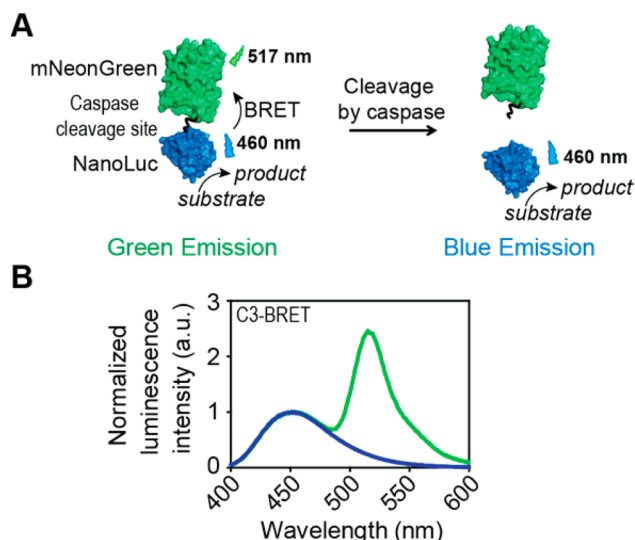 A
mNeonGreen
517 nm
Caspase
cleavage site
BRET
460 nm
NanoLuc
product
substrate
Green Emission
Cleavage
by caspase
460 nm
product
substrate
Blue Emission
B
C3-BRET
Normalized
luminescence
intensity (a.u.)
3
2
1
0
400
450
500
550
600
Wavelength (nm)